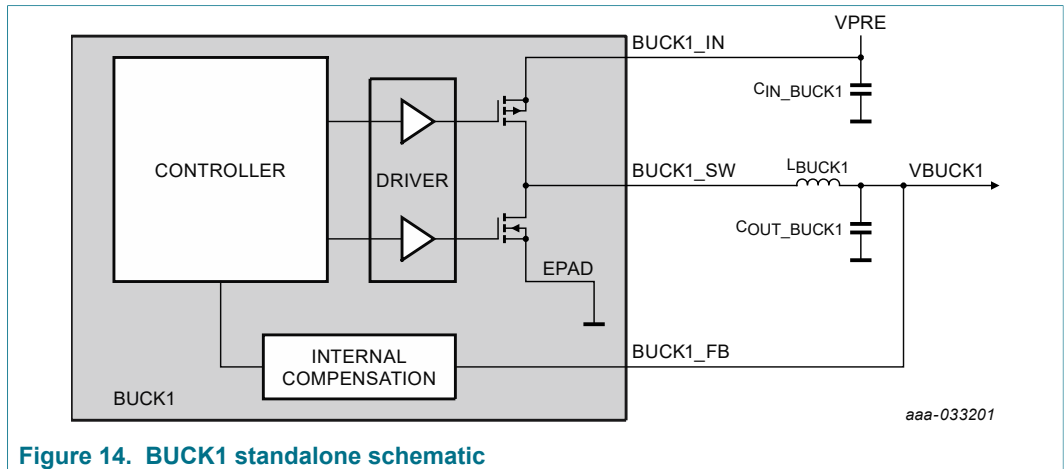 VPRE
BUCK1_IN
CIN_BUCK1
CONTROLLER
DRIVER
BUCK1_SW
LBUCK1
VBUCK1
COUT_BUCK1
EPAD
INTERNAL
COMPENSATION
BUCK1_FB
BUCK1
aaa-033201
Figure 14. BUCK1 standalone schematic